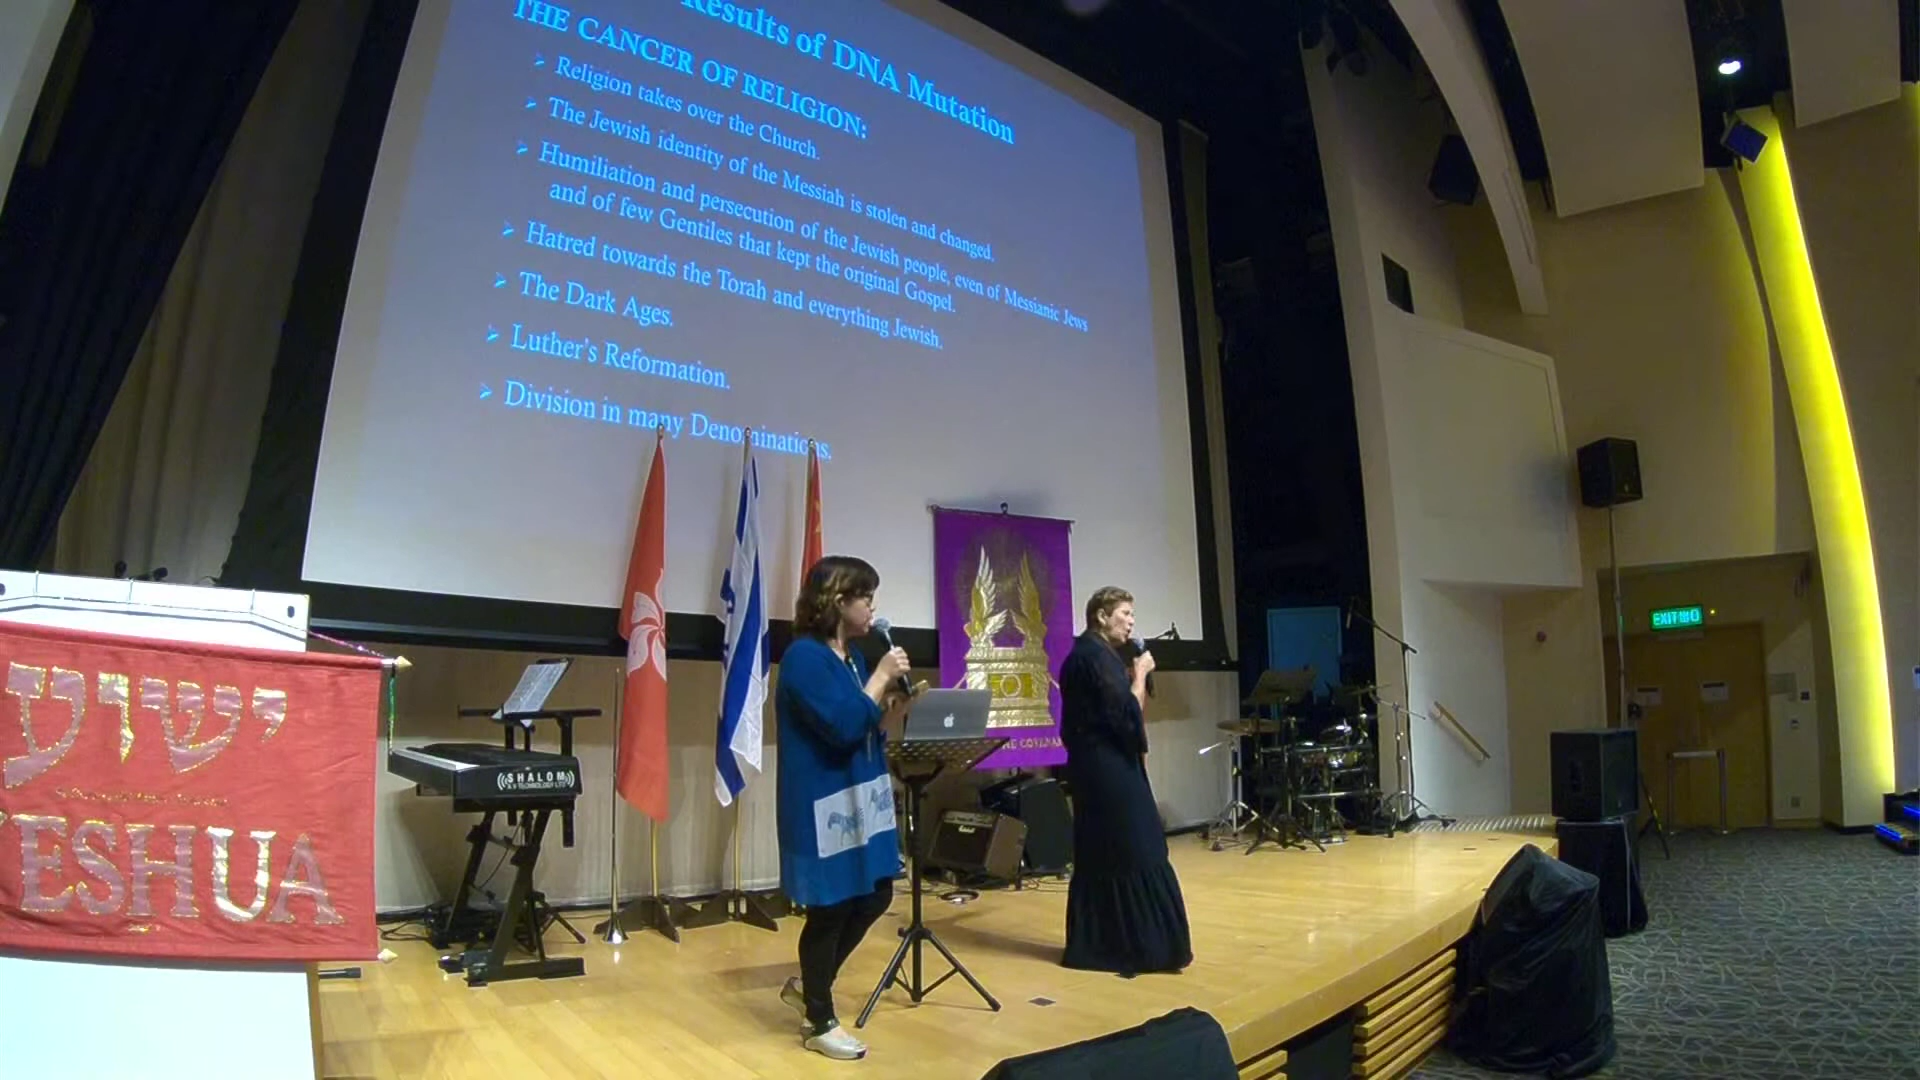 Results of DNA Mutation
THE CANCER OF RELIGION:
➢ Religion takes over the Church.
➢ The Jewish identity of the Messiah is stolen and changed.
➢ Humiliation and persecution of the Jewish people, even of Messianic Jews
and of few Gentiles that kept the original Gospel.
➢ Hatred towards the Torah and everything Jewish.
➢ The Dark Ages.
➢ Luther's Reformation.
➢ Division in many Denominations.
EXIT
SHALOM
ישוע
YESHUA